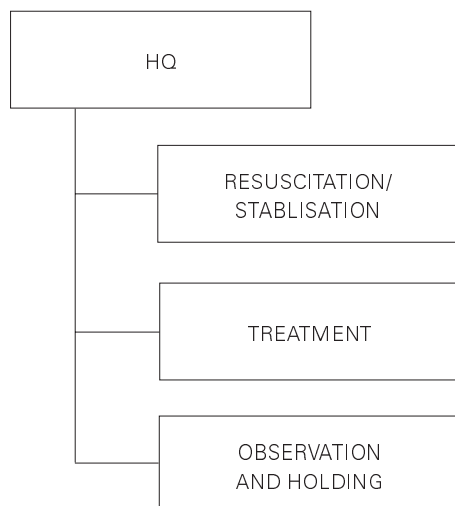 HQ
RESUSCITATION/
STABLISATION
TREATMENT
OBSERVATION
AND HOLDING